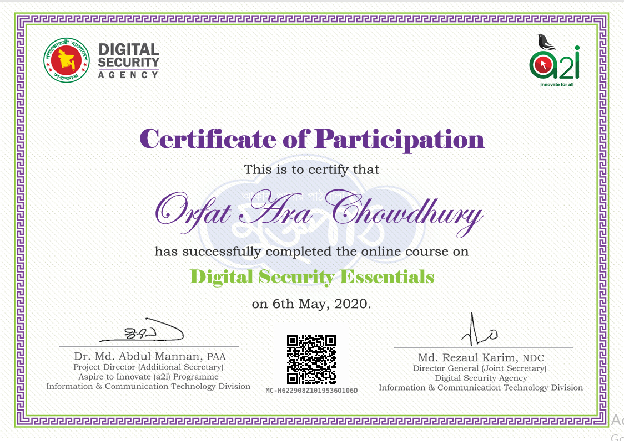 DIGITAL
SECURITY
AGENCY
a2i
innovate for all
Certificate of Participation
This is to certify that
Orfat Ara Chowdhury
মুক্তপাঠ
has successfully completed the online course on
Digital Security Essentials
on 6th May, 2020.
Dr. Md. Abdul Mannan, PAA
Project Director (Additional Secretary)
Aspire to Innovate (a2i) Programme
Information & Communication Technology Division
Md. Rezaul Karim, NDC
Director General (Joint Secretary)
Digital Security Agency
Information & Communication Technology Division